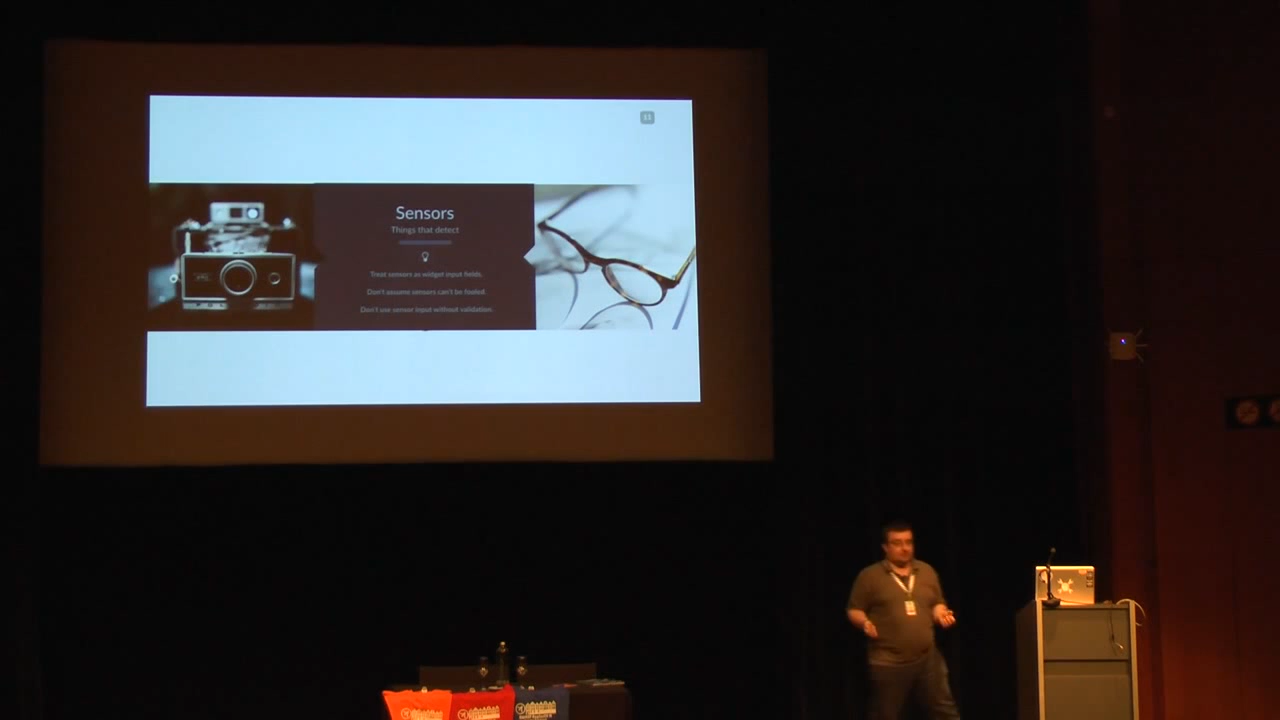 13
Sensors
Things that detect
Treat sensors as widget input fields.
Don't assume sensors can't be fooled.
Don't use sensor input without validation.